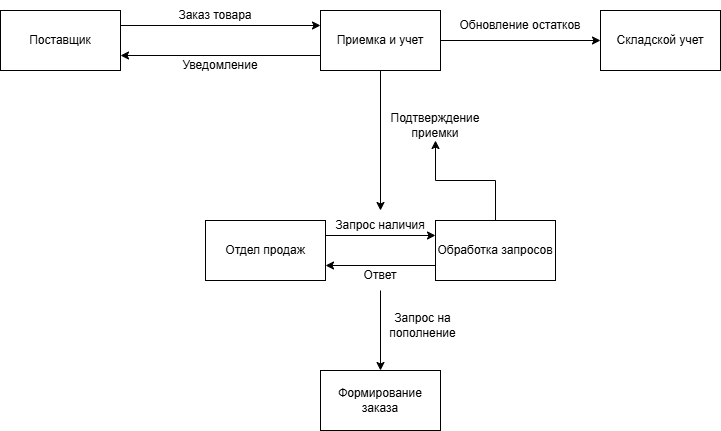 Заказ товара
Обновление остатков
Поставщик
Приемка и учет
Складской учет
Уведомление
Подтверждение
приемки
Запрос наличия
Отдел продаж
Обработка запросов
Ответ
Запрос на
пополнение
Формирование
заказа